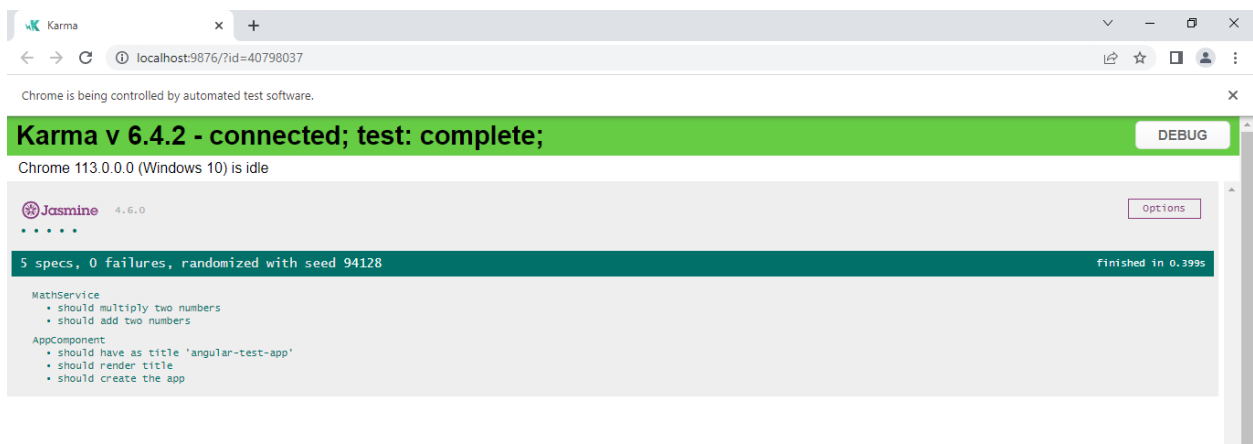 Karma
localhost:9876/?id=40798037
Chrome is being controlled by automated test software.
Karma v 6.4.2 - connected; test: complete;
DEBUG
Chrome 113.0.0.0 (Windows 10) is idle
Jasmine 4.6.0
Options
• • • • •
5 specs, 0 failures, randomized with seed 94128
finished in 0.399s
MathService
• should multiply two numbers
• should add two numbers
AppComponent
• should have as title 'angular-test-app'
• should render title
• should create the app